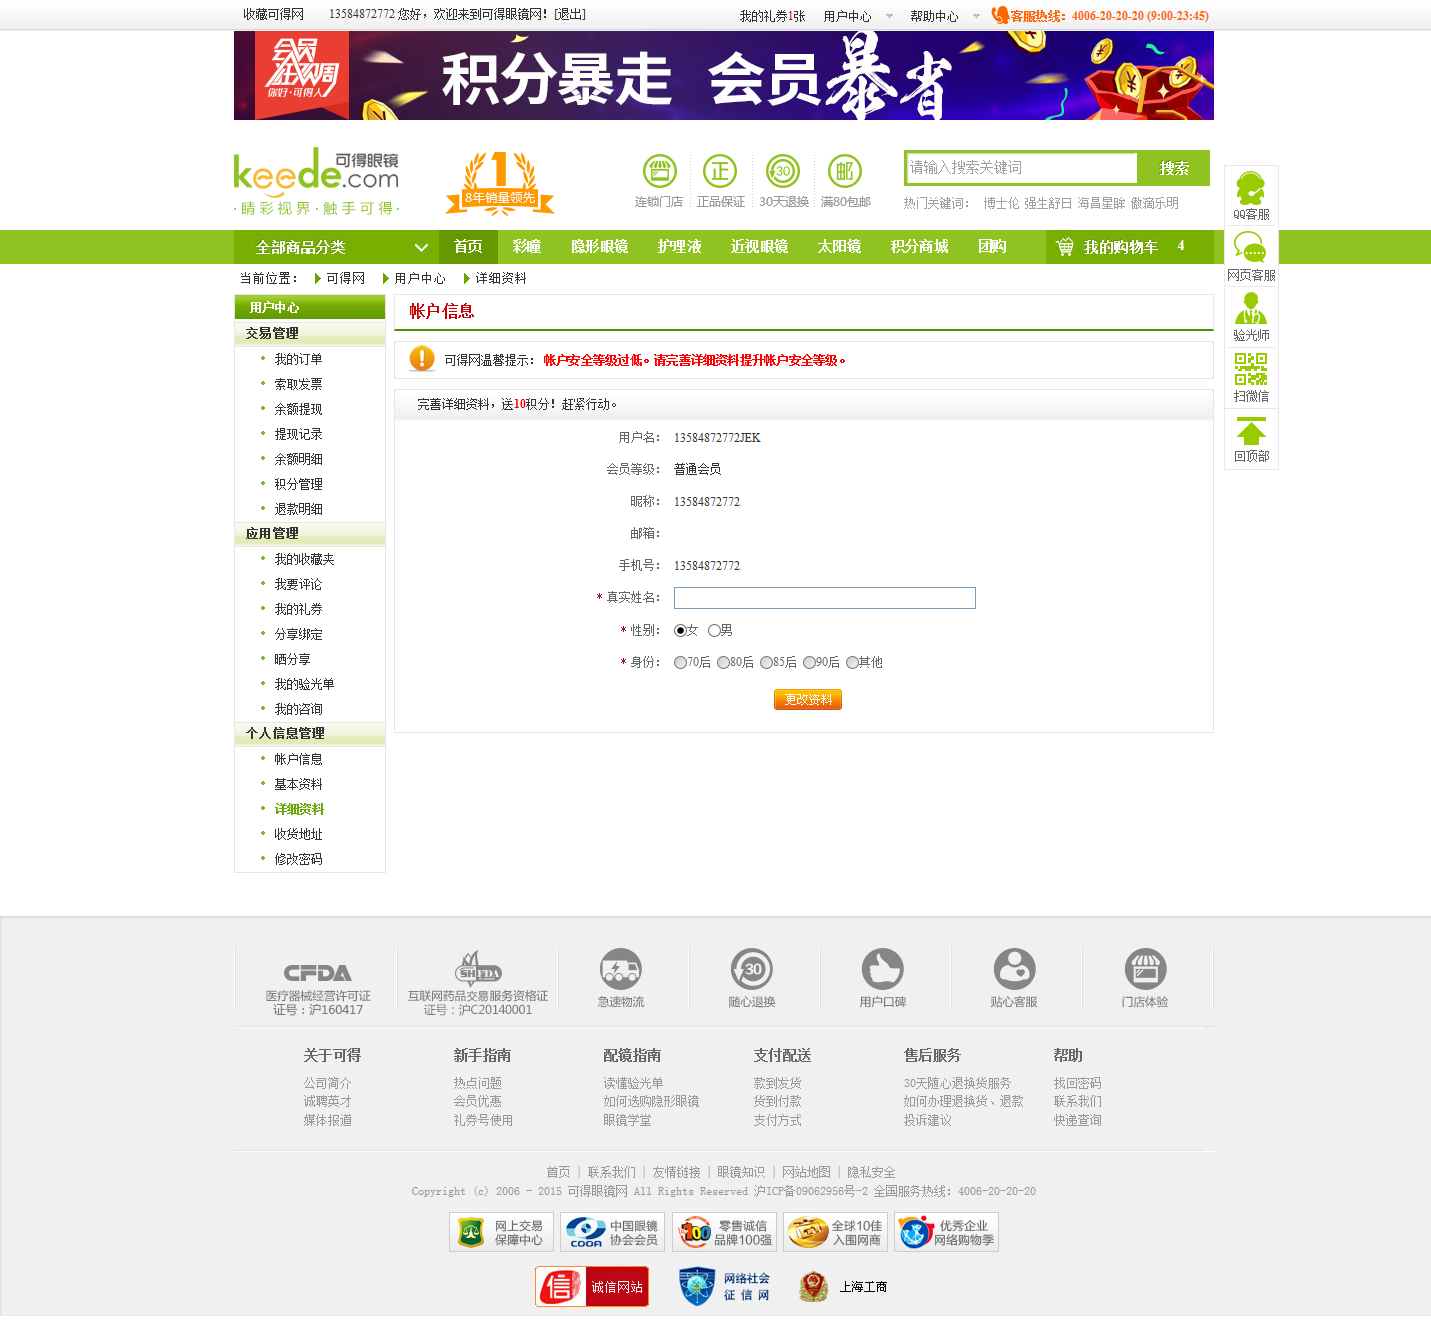 收藏可得网 13584872772 您好，欢迎来到可得眼镜网！[退出] 我的礼券1张 用户中心 帮助中心 客服热线：4006-20-20-20 (9:00-23:45)
会员狂欢周
你好·可得人
积分暴走 会员暴省
keede.com 可得眼镜
·睛彩视界·触手可得·
1
8年销量领先
正 30 邮
连锁门店 正品保证 30天退换 满80包邮
请输入搜索关键词 搜索
热门关键词： 博士伦 强生舒日 海昌星眸 傲滴乐明
全部商品分类 首页 彩瞳 隐形眼镜 护理液 近视眼镜 太阳镜 积分商城 团购 我的购物车 4
当前位置： 可得网 用户中心 详细资料
用户中心
交易管理
我的订单
索取发票
余额提现
提现记录
余额明细
积分管理
退款明细
应用管理
我的收藏夹
我要评论
我的礼券
分享绑定
晒分享
我的验光单
我的咨询
个人信息管理
帐户信息
基本资料
详细资料
收货地址
修改密码
帐户信息
可得网温馨提示：帐户安全等级过低。请完善详细资料提升帐户安全等级。
完善详细资料，送10积分！赶紧行动。
用户名： 13584872772JEK
会员等级： 普通会员
昵称： 13584872772
邮箱：
手机号： 13584872772
* 真实姓名：
* 性别： 女 男
* 身份： 70后 80后 85后 90后 其他
更改资料
QQ客服
网页客服
验光师
扫微信
回顶部
CFDA
医疗器械经营许可证
证号：沪160417
SHFDA
互联网药品交易服务资格证
证号：沪C20140001
急速物流
30
随心退换
用户口碑
贴心客服
门店体验
关于可得 新手指南 配镜指南 支付配送 售后服务 帮助
公司简介 热点问题 读懂验光单 款到发货 30天随心退换货服务 找回密码
诚聘英才 会员优惠 如何选购隐形眼镜 货到付款 如何办理退换货、退款 联系我们
媒体报道 礼券号使用 眼镜学堂 支付方式 投诉建议 快递查询
首页 | 联系我们 | 友情链接 | 眼镜知识 | 网站地图 | 隐私安全
Copyright (c) 2006 - 2015 可得眼镜网 All Rights Reserved 沪ICP备09062956号-2 全国服务热线：4006-20-20-20
网上交易
保障中心
COOA
中国眼镜
协会会员
100
零售诚信
品牌100强
全球10佳
入围网商
优秀企业
网络购物季
信 诚信网站
网络社会
征信网
上海工商